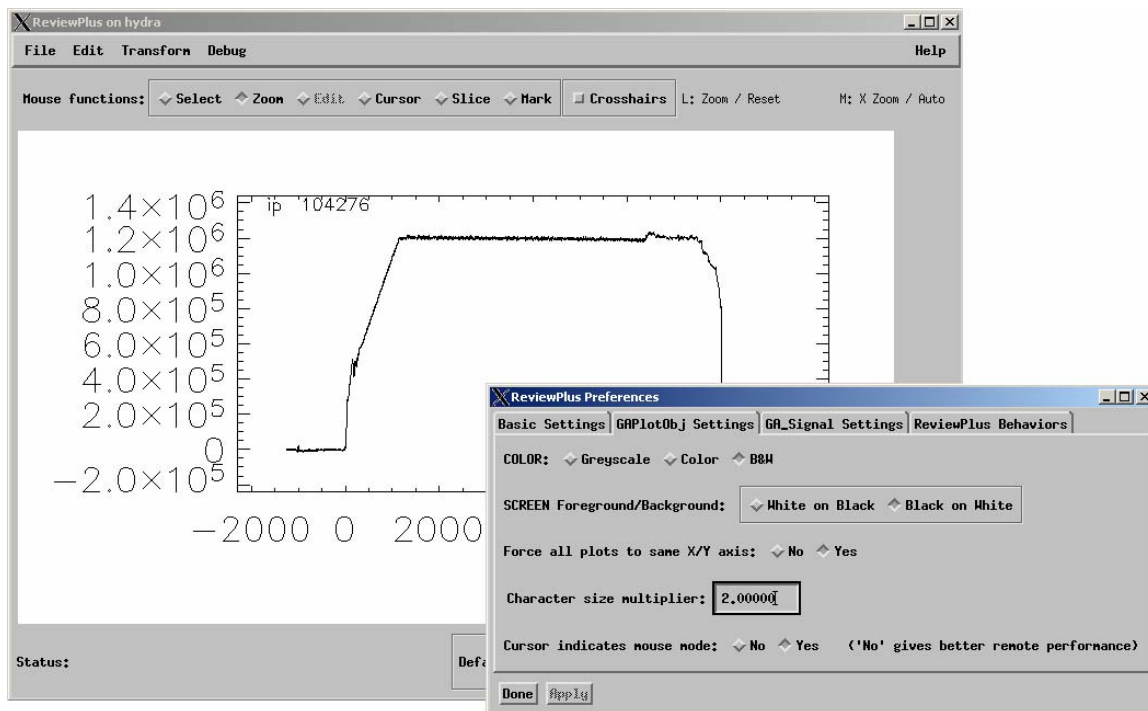 ReviewPlus on hydra
File Edit Transform Debug Help
Mouse functions: Select Zoom Edit Cursor Slice Mark Crosshairs L: Zoom / Reset M: X Zoom / Auto
ip 104276
1.4×10⁶
1.2×10⁶
1.0×10⁶
8.0×10⁵
6.0×10⁵
4.0×10⁵
2.0×10⁵
0
−2.0×10⁵
−2000 0 2000
Status:
ReviewPlus Preferences
Basic Settings GAPlotObj Settings GA_Signal Settings ReviewPlus Behaviors
COLOR: Greyscale Color B&W
SCREEN Foreground/Background: White on Black Black on White
Force all plots to same X/Y axis: No Yes
Character size multiplier: 2.00000
Cursor indicates mouse mode: No Yes ('No' gives better remote performance)
Done Apply